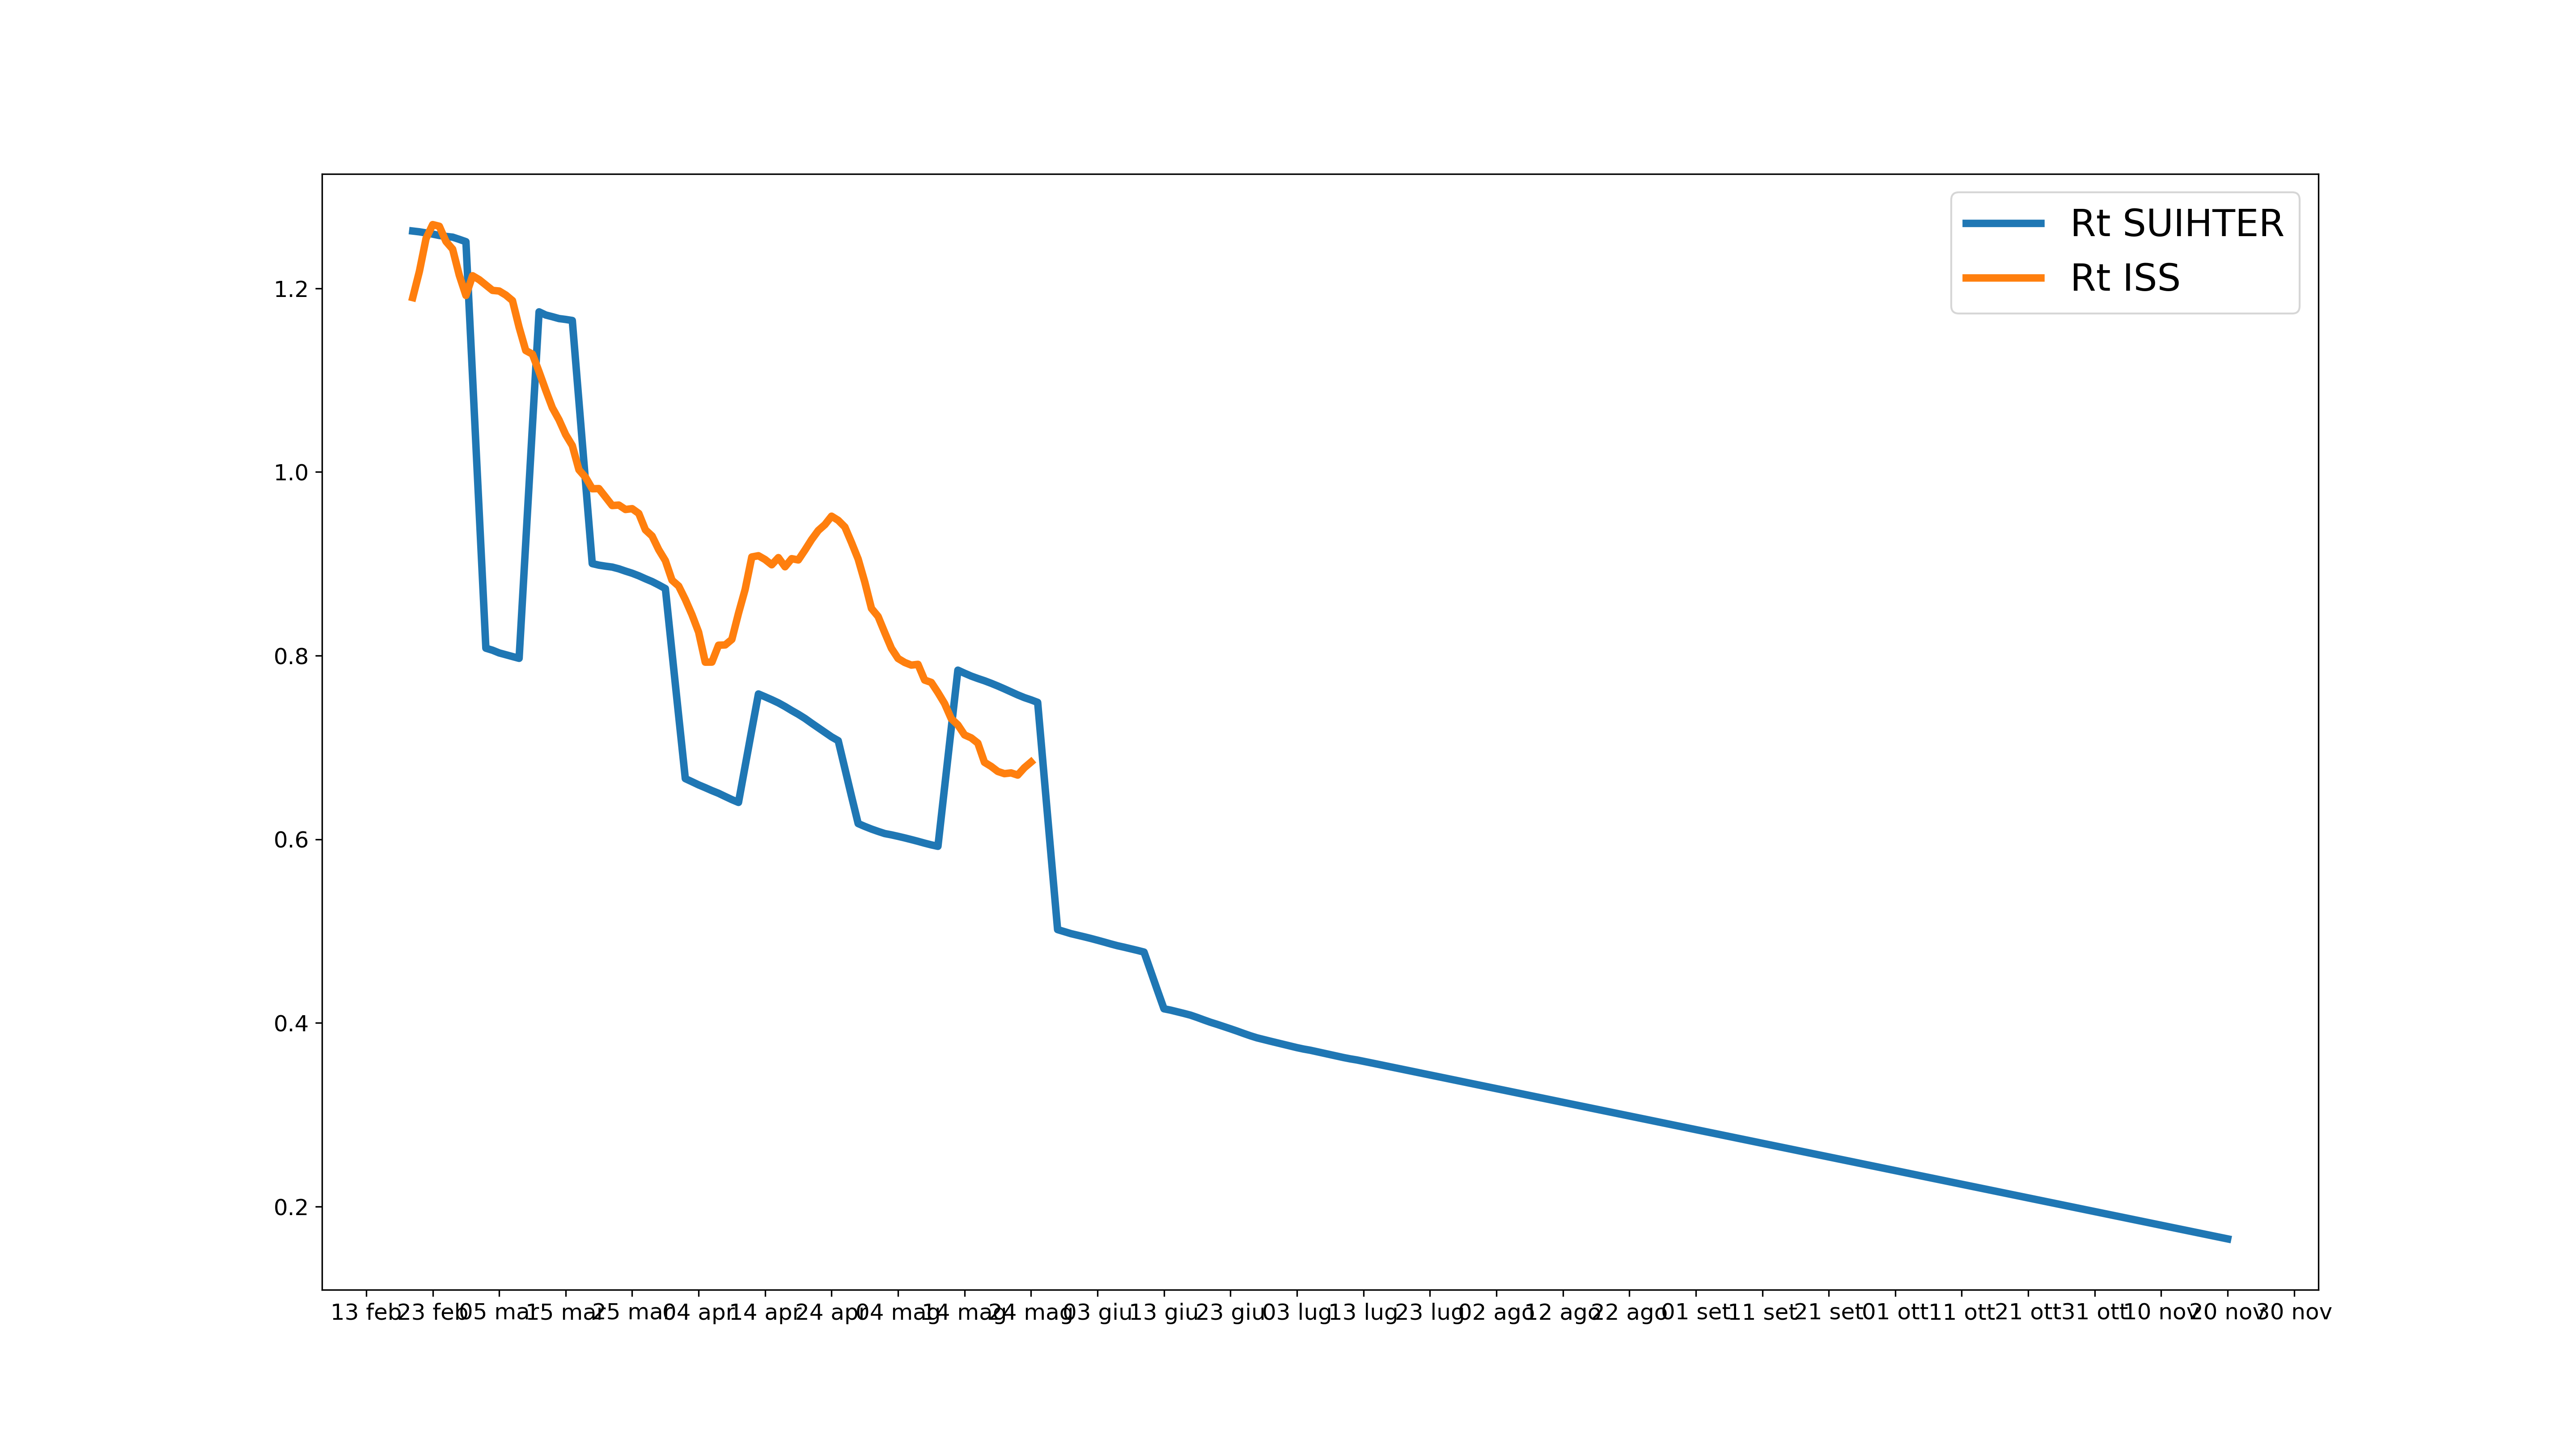 Rt SUIHTER
Rt ISS
1.2
1.0
0.8
0.6
0.4
0.2
13 feb 23 feb 05 mar 15 mar 25 mar 04 apr 14 apr 24 apr 04 mag 14 mag 24 mag 03 giu 13 giu 23 giu 03 lug 13 lug 23 lug 02 ago 12 ago 22 ago 01 set 11 set 21 set 01 ott 11 ott 21 ott 31 ott 10 nov 20 nov 30 nov